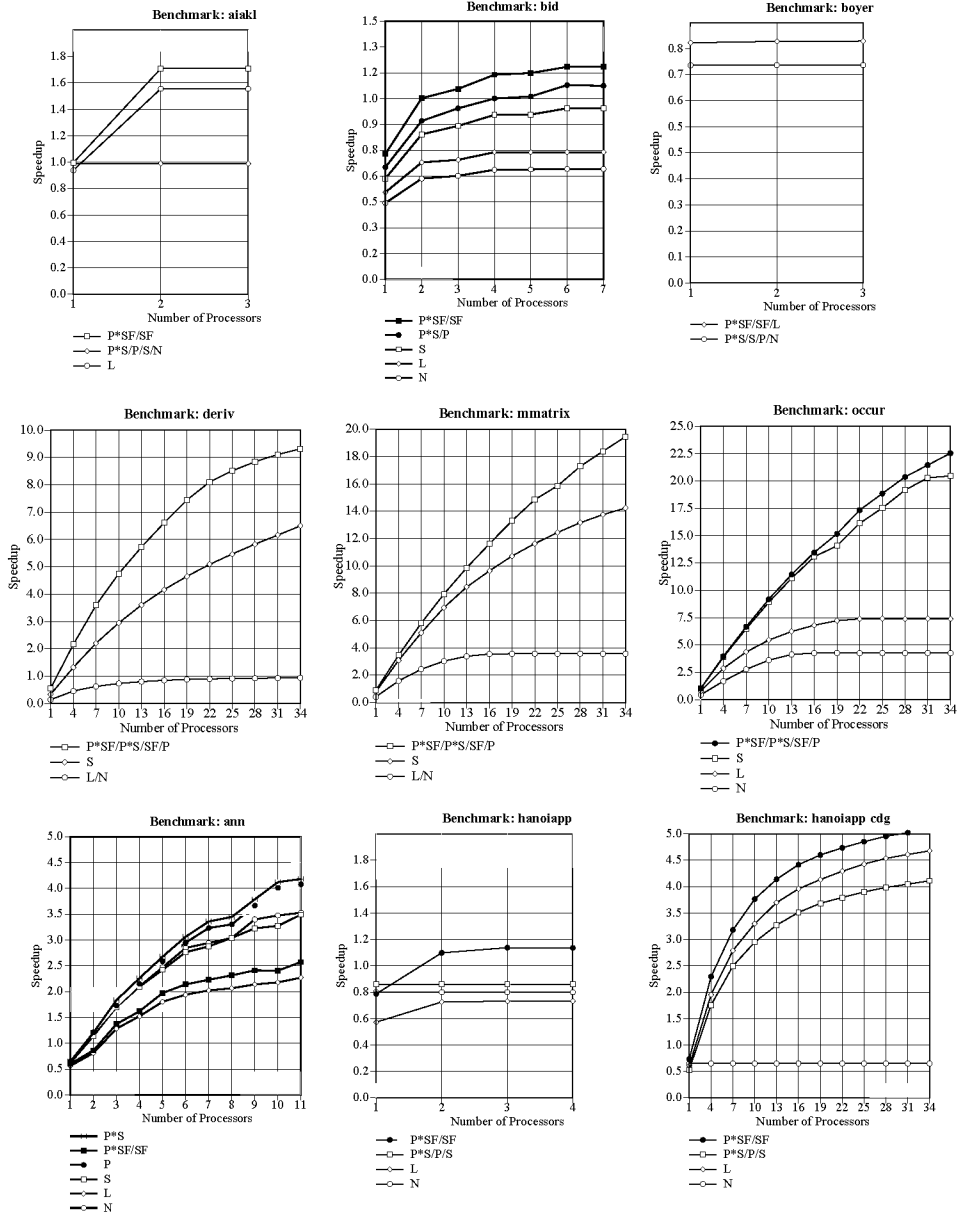 Benchmark: aiakl
1.8
1.6
1.4
1.2
1.0
0.8
0.6
0.4
0.2
0.0
Speedup
1 2 3
Number of Processors
P*SF/SF
P*S/P/S/N
L
Benchmark: bid
1.5
1.5
1.2
1.2
1.0
0.9
0.8
0.6
0.5
0.3
0.2
0.0
Speedup
1 2 3 4 5 6 7
Number of Processors
P*SF/SF
P*S/P
S
L
N
Benchmark: boyer
0.8
0.7
0.7
0.6
0.5
0.4
0.3
0.2
0.1
0.0
Speedup
1 2 3
Number of Processors
P*SF/SF/L
P*S/S/P/N
Benchmark: deriv
10.0
9.0
8.0
7.0
6.0
5.0
4.0
3.0
2.0
1.0
0.0
Speedup
1 4 7 10 13 16 19 22 25 28 31 34
Number of Processors
P*SF/P*S/SF/P
S
L/N
Benchmark: mmatrix
20.0
18.0
16.0
14.0
12.0
10.0
8.0
6.0
4.0
2.0
0.0
Speedup
1 4 7 10 13 16 19 22 25 28 31 34
Number of Processors
P*SF/P*S/SF/P
S
L/N
Benchmark: occur
25.0
22.5
20.0
17.5
15.0
12.5
10.0
7.5
5.0
2.5
0.0
Speedup
1 4 7 10 13 16 19 22 25 28 31 34
Number of Processors
P*SF/P*S/SF/P
S
L
N
Benchmark: ann
5.0
4.5
4.0
3.5
3.0
2.5
2.0
1.5
1.0
0.5
0.0
Speedup
1 2 3 4 5 6 7 8 9 10 11
Number of Processors
P*S
P*SF/SF
P
S
L
N
Benchmark: hanoiapp
1.8
1.6
1.4
1.2
1.0
0.8
0.6
0.4
0.2
0.0
Speedup
1 2 3 4
Number of Processors
P*SF/SF
P*S/P/S
L
N
Benchmark: hanoiapp cdg
5.0
4.5
4.0
3.5
3.0
2.5
2.0
1.5
1.0
0.5
0.0
Speedup
1 4 7 10 13 16 19 22 25 28 31 34
Number of Processors
P*SF/SF
P*S/P/S
L
N